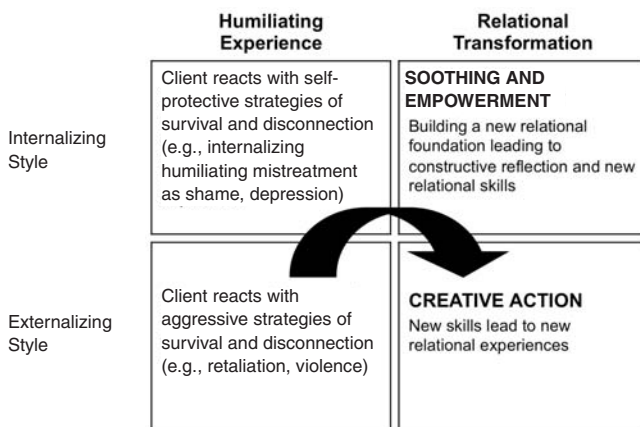 Humiliating
Experience
Relational
Transformation
Internalizing
Style
Client reacts with self-
protective strategies of
survival and disconnection
(e.g., internalizing
humiliating mistreatment
as shame, depression)
SOOTHING AND
EMPOWERMENT
Building a new relational
foundation leading to
constructive reflection and new
relational skills
Externalizing
Style
Client reacts with
aggressive strategies of
survival and disconnection
(e.g., retaliation, violence)
CREATIVE ACTION
New skills lead to new
relational experiences